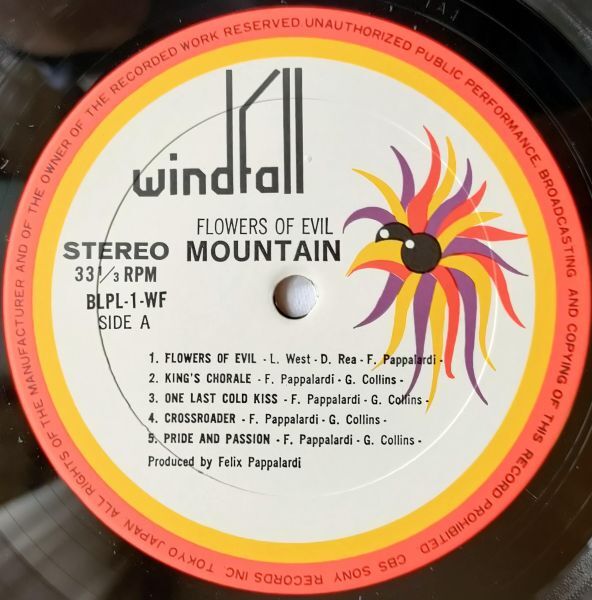 windfall
FLOWERS OF EVIL
MOUNTAIN
STEREO
33 1/3 RPM
BLPL-1-WF
SIDE A
1. FLOWERS OF EVIL - L. West - D. Rea - F. Pappalardi -
2. KING'S CHORALE - F. Pappalardi - G. Collins -
3. ONE LAST COLD KISS - F. Pappalardi - G. Collins -
4. CROSSROADER - F. Pappalardi - G. Collins -
5. PRIDE AND PASSION - F. Pappalardi - G. Collins -
Produced by Felix Pappalardi
ALL RIGHTS OF THE MANUFACTURER AND OF THE OWNER OF THE RECORDED WORK RESERVED. UNAUTHORIZED PUBLIC PERFORMANCE, BROADCASTING AND COPYING OF THIS RECORD PROHIBITED CBS SONY RECORDS INC. TOKYO JAPAN